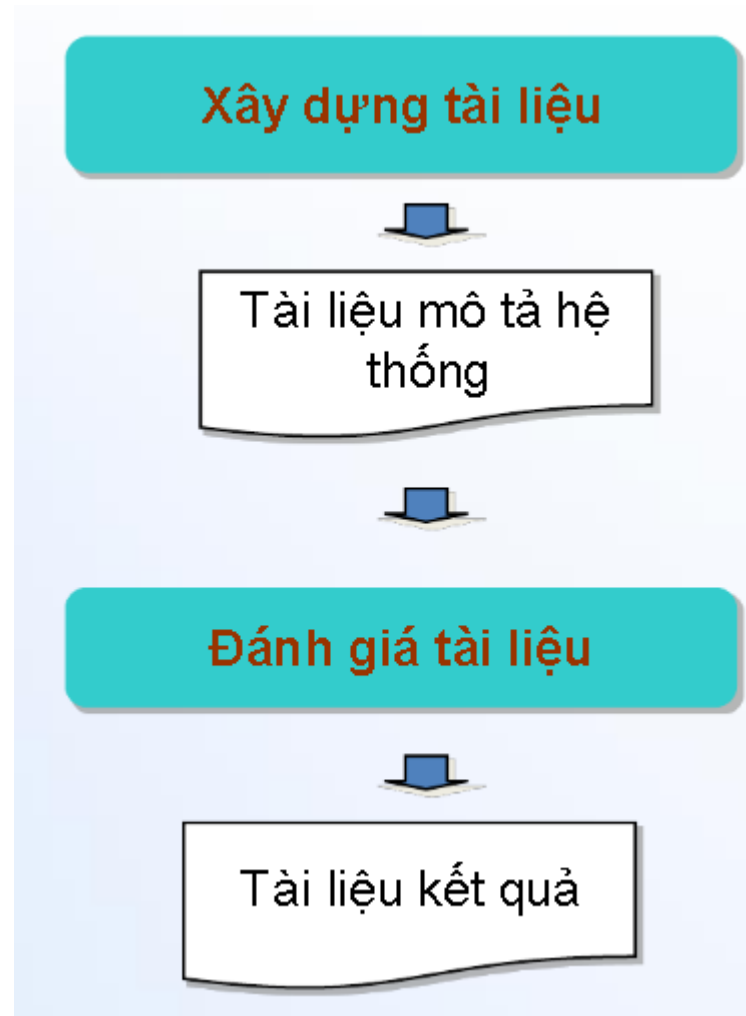 Xây dựng tài liệu
Tài liệu mô tả hệ
thống
Đánh giá tài liệu
Tài liệu kết quả